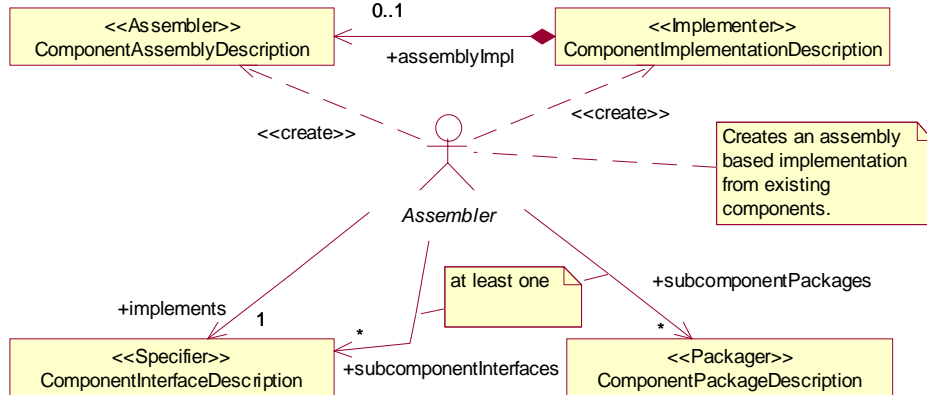 <<Assembler>>
ComponentAssemblyDescription
0..1
+assemblyImpl
<<Implementer>>
ComponentImplementationDescription
<<create>>
<<create>>
Creates an assembly
based implementation
from existing
components.
Assembler
at least one
+subcomponentPackages
+implements
1
*
*
+subcomponentInterfaces
<<Specifier>>
ComponentInterfaceDescription
<<Packager>>
ComponentPackageDescription